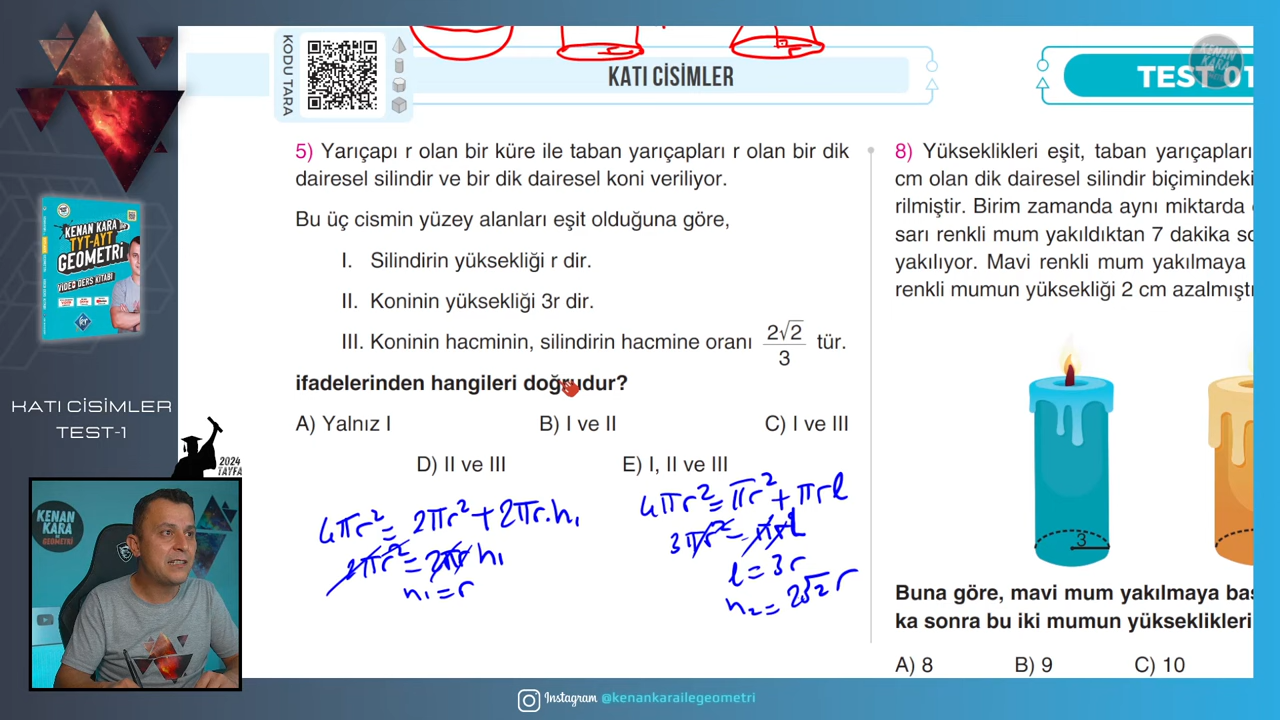 KODU TARA
KATI CİSİMLER
TEST 01
KENAN KARA
5) Yarıçapı r olan bir küre ile taban yarıçapları r olan bir dik
dairesel silindir ve bir dik dairesel koni veriliyor.
Bu üç cismin yüzey alanları eşit olduğuna göre,
I. Silindirin yüksekliği r dir.
II. Koninin yüksekliği 3r dir.
III. Koninin hacminin, silindirin hacmine oranı 2√2/3 tür.
ifadelerinden hangileri doğrudur?
A) Yalnız I B) I ve II C) I ve III
D) II ve III E) I, II ve III
4πr² = 2πr² + 2πr.h₁
2πr² = 2πr h₁
h₁ = r
4πr² = πr² + πrl
3πr² = πrl
l = 3r
h₂ = 2√2 r
8) Yükseklikleri eşit, taban yarıçapları
cm olan dik dairesel silindir biçimindeki
rilmiştir. Birim zamanda aynı miktarda
sarı renkli mum yakıldıktan 7 dakika so
yakılıyor. Mavi renkli mum yakılmaya
renkli mumun yüksekliği 2 cm azalmıştı
3
Buna göre, mavi mum yakılmaya baş
ka sonra bu iki mumun yükseklikleri
A) 8 B) 9 C) 10
KENAN KARA
TYT-AYT
GEOMETRİ
VİDEO DERS KİTABI
KATI CİSİMLER
TEST-1
2024
TAYFA
KENAN
KARA
GEOMETRİ
Instagram @kenankarailegeometri